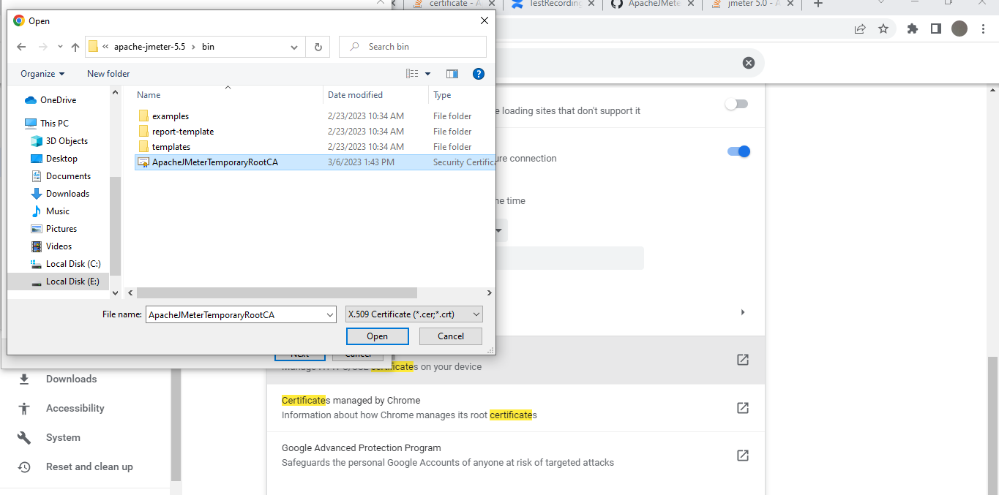 certificate - A
TestRecording
ApacheJMete
jmeter 5.0 - A
Open
« apache-jmeter-5.5 › bin
Search bin
Organize
New folder
Name
Date modified
Type
OneDrive
This PC
3D Objects
Desktop
Documents
Downloads
Music
Pictures
Videos
Local Disk (C:)
Local Disk (E:)
examples 2/23/2023 10:34 AM File folder
report-template 2/23/2023 10:34 AM File folder
templates 2/23/2023 10:34 AM File folder
ApacheJMeterTemporaryRootCA 3/6/2023 1:43 PM Security Certifica
File name: ApacheJMeterTemporaryRootCA
X.509 Certificate (*.cer;*.crt)
Open
Cancel
Next
Cancel
e loading sites that don't support it
ure connection
ne time
Manage HTTPS/SSL certificates on your device
Certificates managed by Chrome
Information about how Chrome manages its root certificates
Google Advanced Protection Program
Safeguards the personal Google Accounts of anyone at risk of targeted attacks
Downloads
Accessibility
System
Reset and clean up